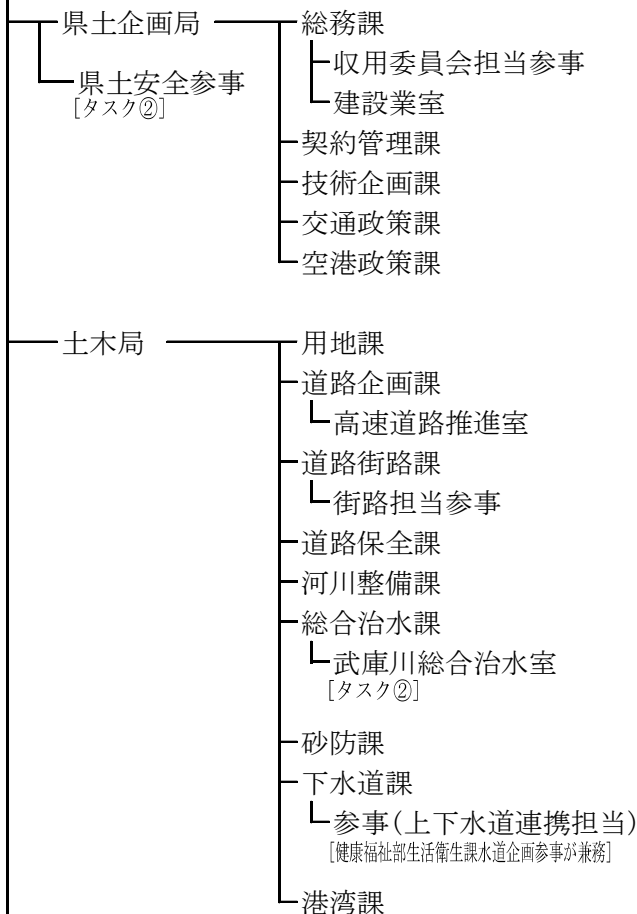 県土企画局
総務課
収用委員会担当参事
県土安全参事
[タスク②]
建設業室
契約管理課
技術企画課
交通政策課
空港政策課
土木局
用地課
道路企画課
高速道路推進室
道路街路課
街路担当参事
道路保全課
河川整備課
総合治水課
武庫川総合治水室
[タスク②]
砂防課
下水道課
参事(上下水道連携担当)
[健康福祉部生活衛生課水道企画参事が兼務]
港湾課